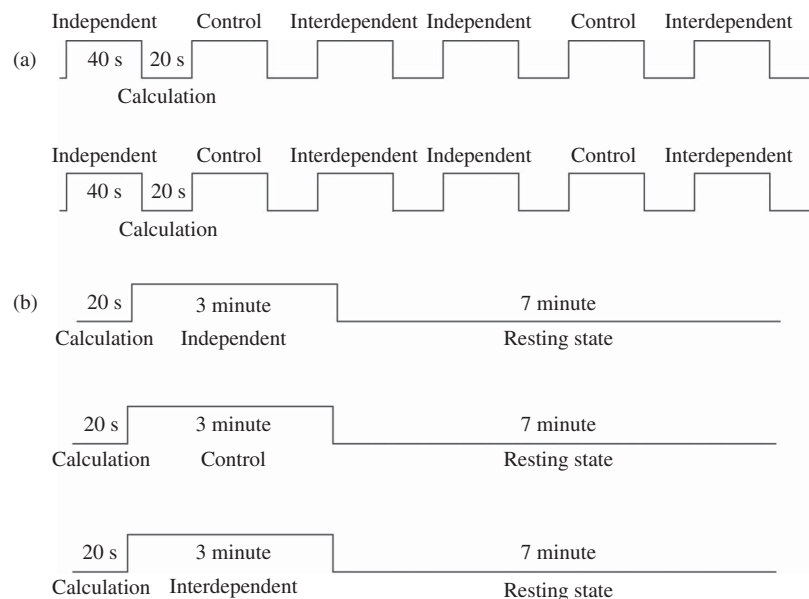 Independent Control Interdependent Independent Control Interdependent
(a) 40 s 20 s
Calculation
Independent Control Interdependent Independent Control Interdependent
40 s 20 s
Calculation
(b) 20 s 3 minute 7 minute
Calculation Independent Resting state
20 s 3 minute 7 minute
Calculation Control Resting state
20 s 3 minute 7 minute
Calculation Interdependent Resting state